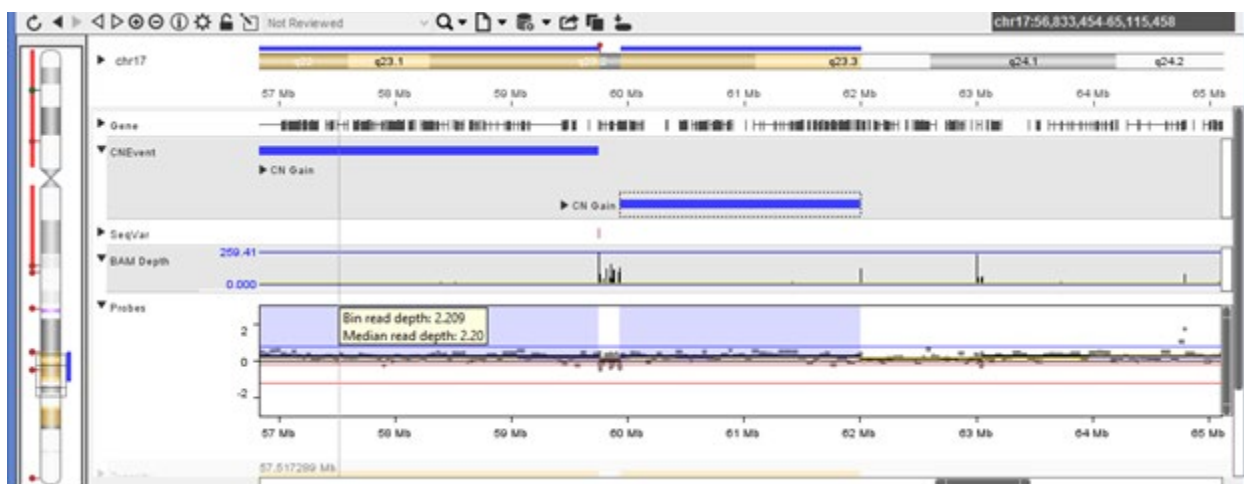 Not Reviewed
chr17:56,833,454-65,115,458
chr17
q23.1
q23.3
q24.1
q24.2
57 Mb 58 Mb 59 Mb 60 Mb 61 Mb 62 Mb 63 Mb 64 Mb 65 Mb
Gene
CNEvent
CN Gain
CN Gain
SeqVar
BAM Depth
259.41
0.000
Probes
Bin read depth: 2.209
Median read depth: 2.20
2
0
-2
57 Mb 58 Mb 59 Mb 60 Mb 61 Mb 62 Mb 63 Mb 64 Mb 65 Mb
57.517289 Mb